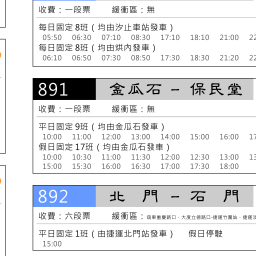 收費：一段票 緩衝區：無
每日固定 8班（均由汐止車站發車）
05:50 06:30 07:10 08:30 17:10 18:10 21:00
每日固定 8班（均由烘內發車）
06:10 06:50 07:30 08:50 17:30 18:30 21:20
891 金瓜石 - 保民堂
收費：一段票 緩衝區：無
平日固定 9班（均由金瓜石發車）
10:00 11:00 12:00 13:00 14:00 15:00 16:00
假日固定 17班（均由金瓜石發車）
10:00 10:30 11:00 11:30 12:00 12:30 13:00
15:00 15:30 16:00 16:30 17:00 17:30 18:00
892 北 門 - 石 門
收費：六段票 緩衝區：
平日固定 1班（由捷運北門站發車） 假日停駛
15:00